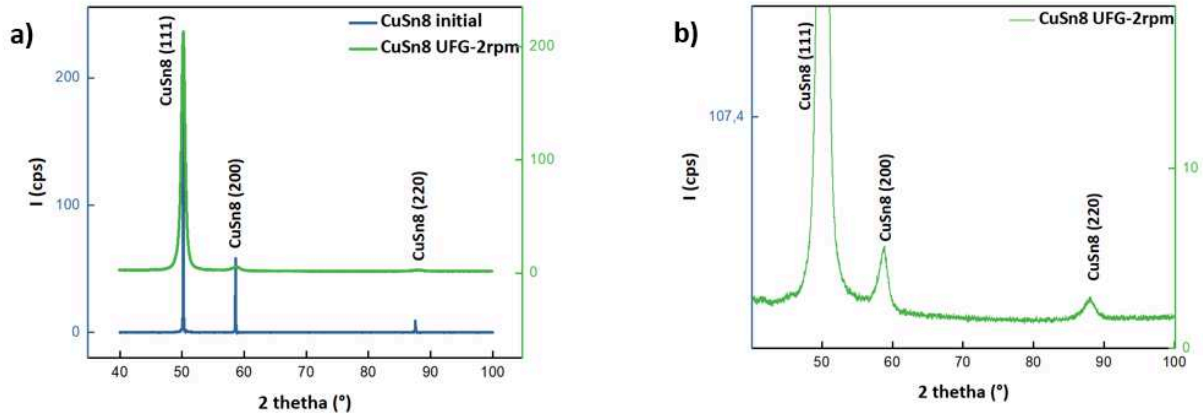 a)
CuSn8 initial
CuSn8 UFG-2rpm
CuSn8 (111)
CuSn8 (200)
CuSn8 (220)
I (cps)
200
100
0
200
100
0
40
50
60
70
80
90
100
2 thetha (°)
b)
CuSn8 UFG-2rpm
CuSn8 (111)
CuSn8 (200)
CuSn8 (220)
I (cps)
107,4
10
0
50
60
70
80
90
100
2 thetha (°)